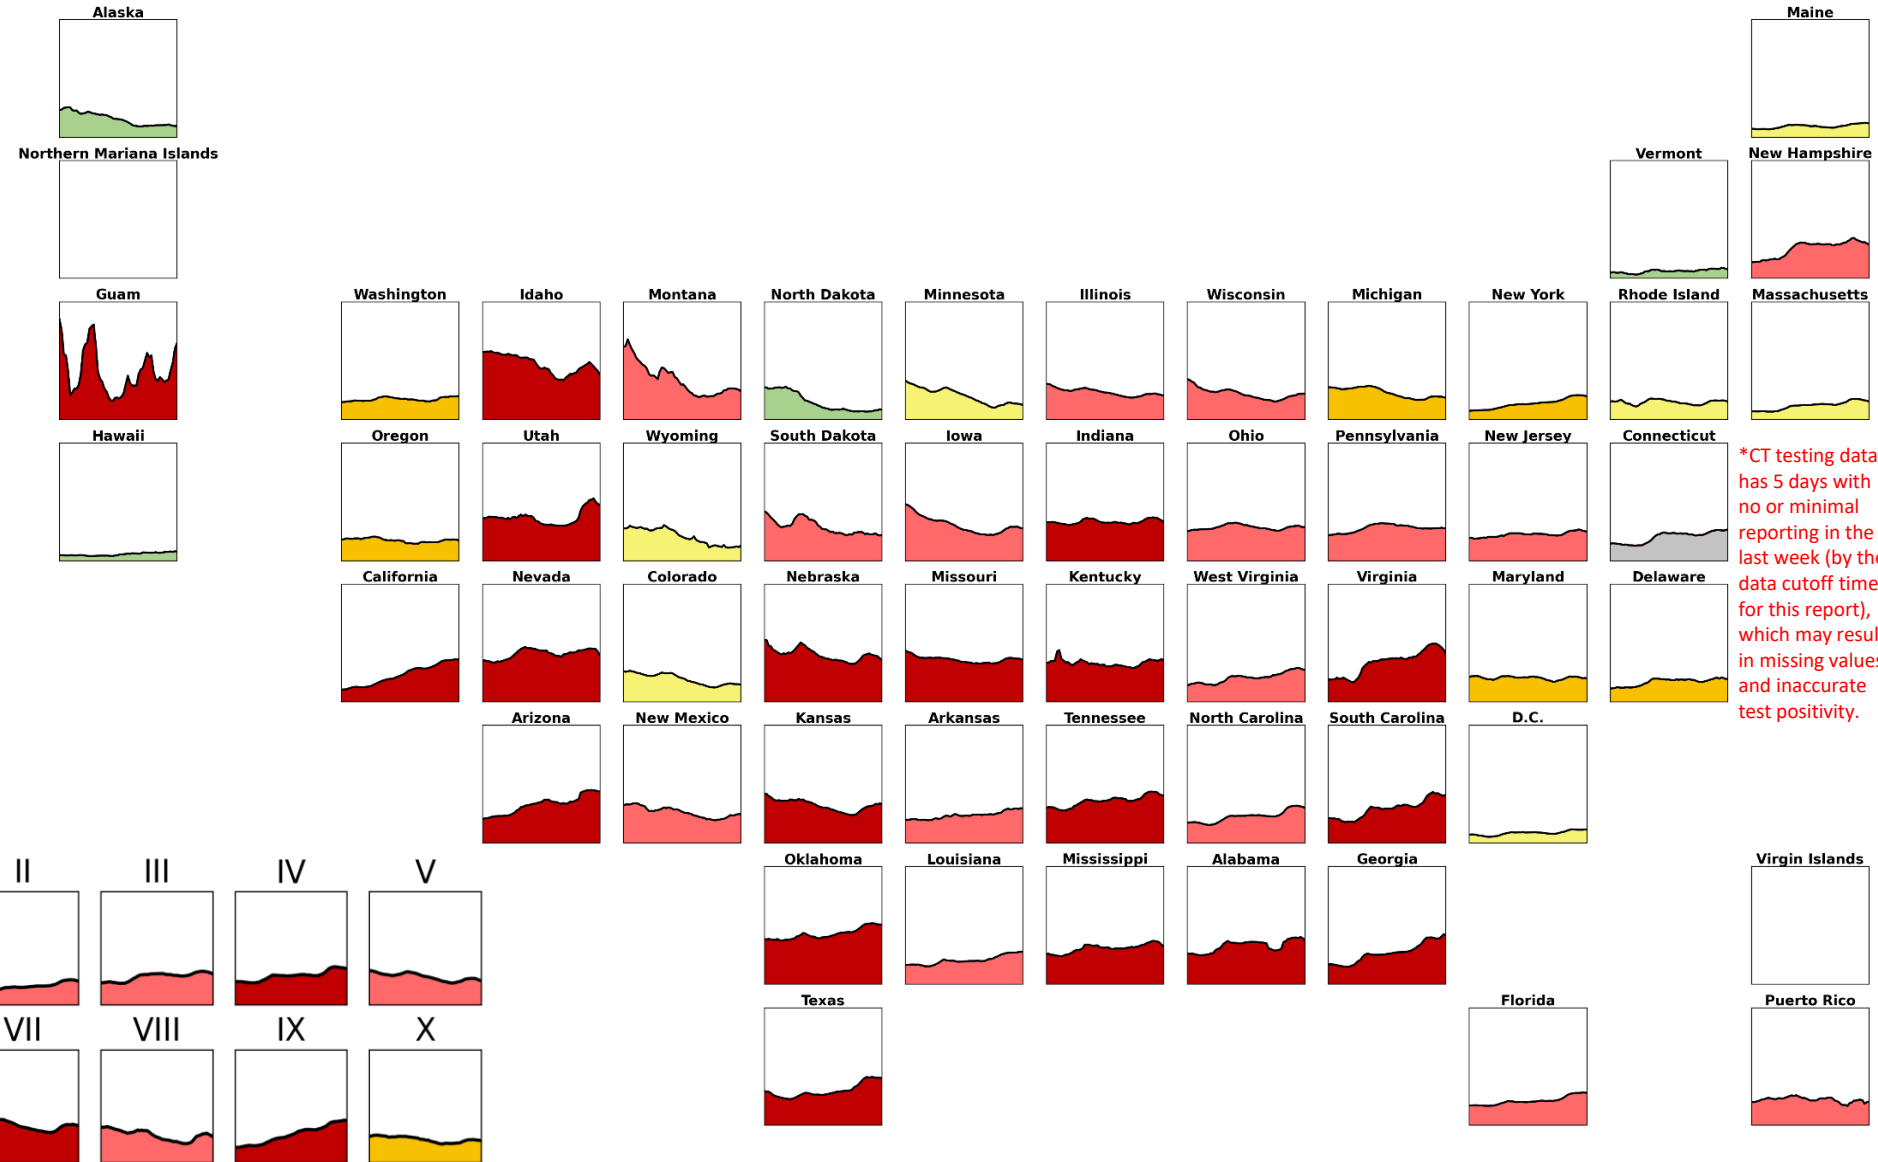 Alaska
Maine
Northern Mariana Islands
Vermont
New Hampshire
Guam
Washington
Idaho
Montana
North Dakota
Minnesota
Illinois
Wisconsin
Michigan
New York
Rhode Island
Massachusetts
Hawaii
Oregon
Utah
Wyoming
South Dakota
Iowa
Indiana
Ohio
Pennsylvania
New Jersey
Connecticut
*CT testing data
has 5 days with
no or minimal
reporting in the
last week (by the
data cutoff time
for this report),
which may resul
in missing values
and inaccurate
test positivity.
California
Nevada
Colorado
Nebraska
Missouri
Kentucky
West Virginia
Virginia
Maryland
Delaware
Arizona
New Mexico
Kansas
Arkansas
Tennessee
North Carolina
South Carolina
D.C.
Oklahoma
Louisiana
Mississippi
Alabama
Georgia
Virgin Islands
II
III
IV
V
Texas
Florida
Puerto Rico
VII
VIII
IX
X